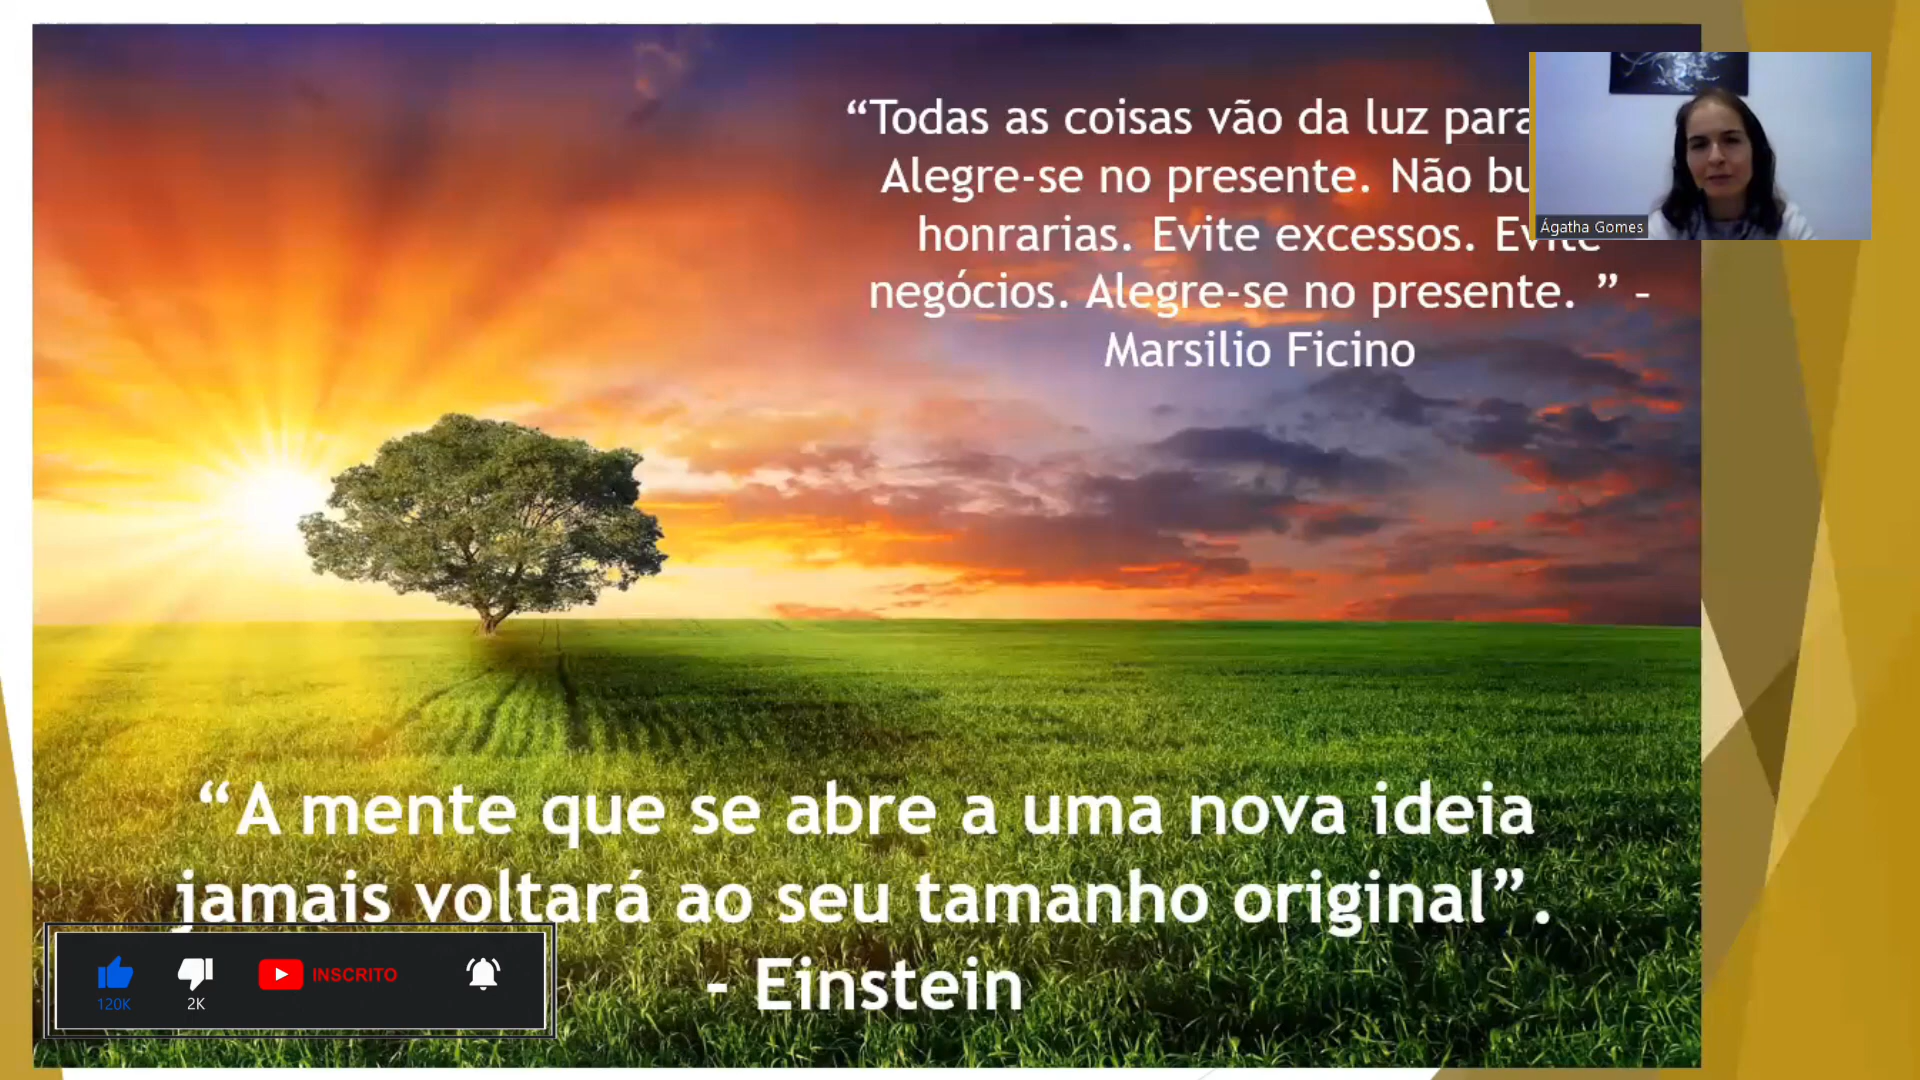 “Todas as coisas vão da luz para
Alegre-se no presente. Não
honrarias. Evite excessos. Evite
negócios. Alegre-se no presente. ” –
Marsilio Ficino
Ágatha Gomes
“A mente que se abre a uma nova ideia
jamais voltará ao seu tamanho original”.
- Einstein
120K
2K
INSCRITO